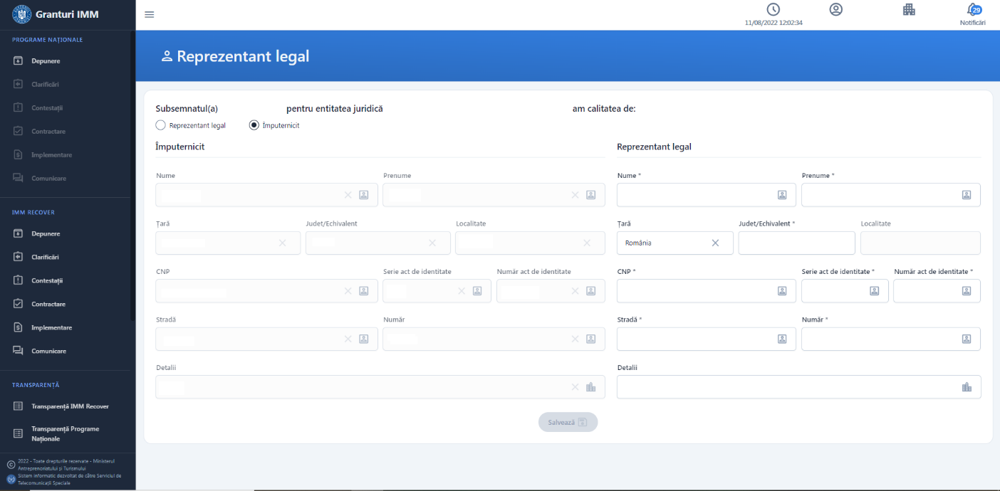 Granturi IMM
11/08/2022 12:02:34
29
Notificări
PROGRAME NAȚIONALE
Depunere
Clarificări
Contestații
Contractare
Implementare
Comunicare
IMM RECOVER
Depunere
Clarificări
Contestații
Contractare
Implementare
Comunicare
TRANSPARENȚĂ
Transparență IMM Recover
Transparență Programe
Naționale
2022 - Toate drepturile rezervate - Ministerul
Antreprenoriatului și Turismului
Sistem informatic dezvoltat de către Serviciul de
Telecomunicații Speciale
Reprezentant legal
Subsemnatul(a) pentru entitatea juridică am calitatea de:
Reprezentant legal Împuternicit
Împuternicit
Nume Prenume
Țară Judet/Echivalent Localitate
CNP Serie act de identitate Număr act de identitate
Stradă Număr
Detalii
Reprezentant legal
Nume * Prenume *
Țară Judet/Echivalent * Localitate
România
CNP * Serie act de identitate * Număr act de identitate *
Stradă * Număr *
Detalii
Salvează